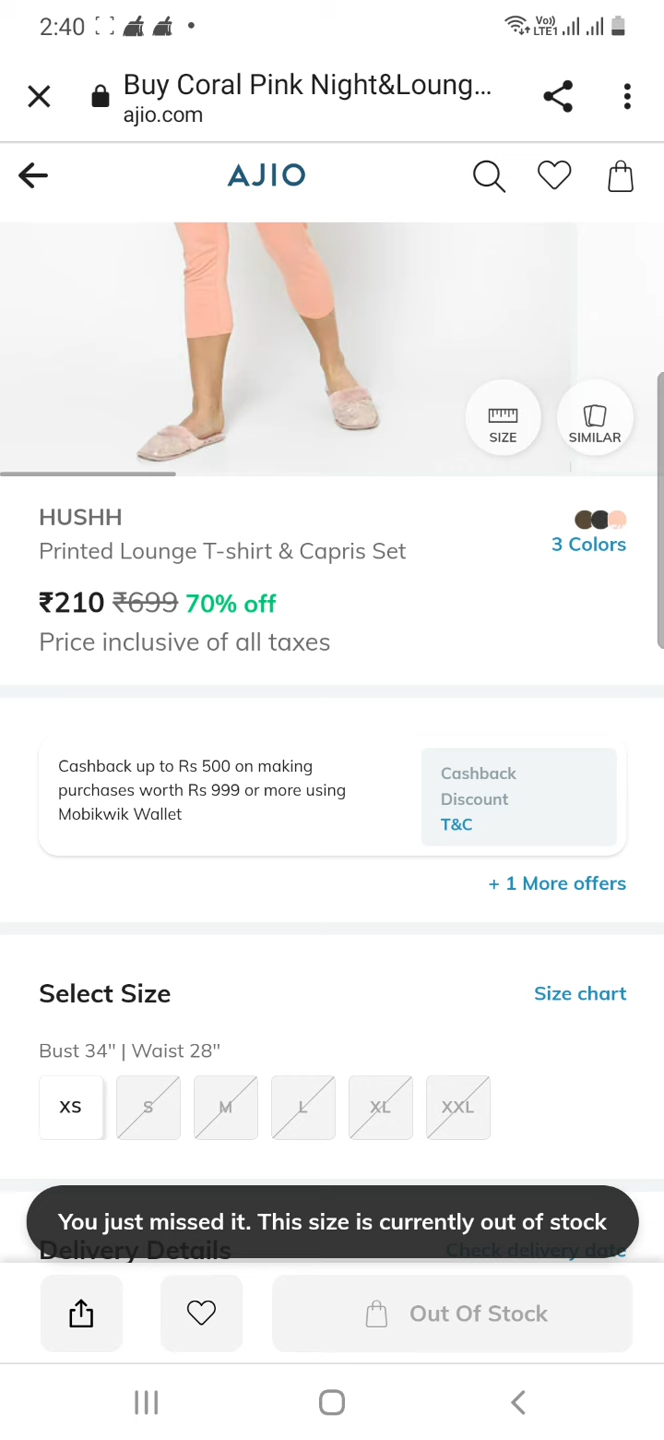 2:40
Vo)
LTE1
Buy Coral Pink Night&Loung...
ajio.com
AJIO
SIZE
SIMILAR
HUSHH
Printed Lounge T-shirt & Capris Set
3 Colors
₹210 ₹699 70% off
Price inclusive of all taxes
Cashback up to Rs 500 on making
purchases worth Rs 999 or more using
Mobikwik Wallet
Cashback
Discount
T&C
+ 1 More offers
Select Size
Size chart
Bust 34" | Waist 28"
XS S M L XL XXL
You just missed it. This size is currently out of stock
Delivery Details
Check delivery date
Out Of Stock